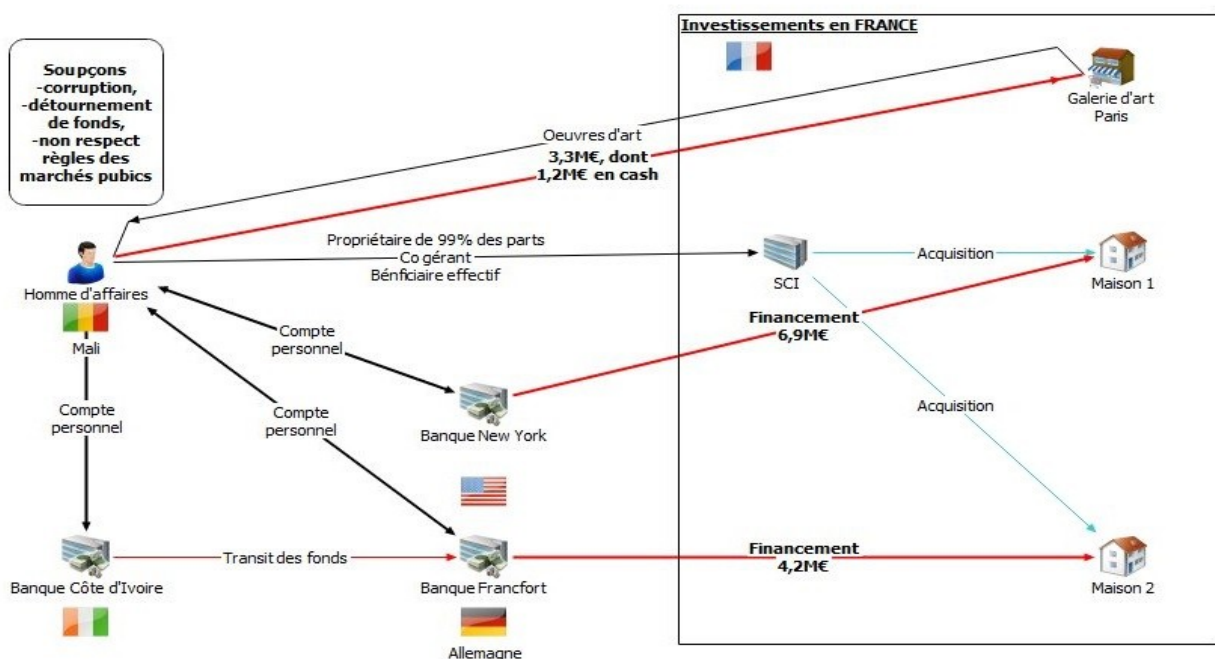 Investissements en FRANCE
Soupçons
-corruption,
-détournement
de fonds,
-non respect
règles des
marchés pubics
Galerie d'art
Paris
Oeuvres d'art
3,3M€, dont
1,2M€ en cash
Propriétaire de 99% des parts
Co gérant
Bénficiaire effectif
Homme d'affaires
Mali
SCI
Acquisition
Maison 1
Financement
6,9M€
Compte
personnel
Compte
personnel
Compte
personnel
Banque New York
Acquisition
Banque Côte d'Ivoire
Transit des fonds
Banque Francfort
Allemagne
Financement
4,2M€
Maison 2